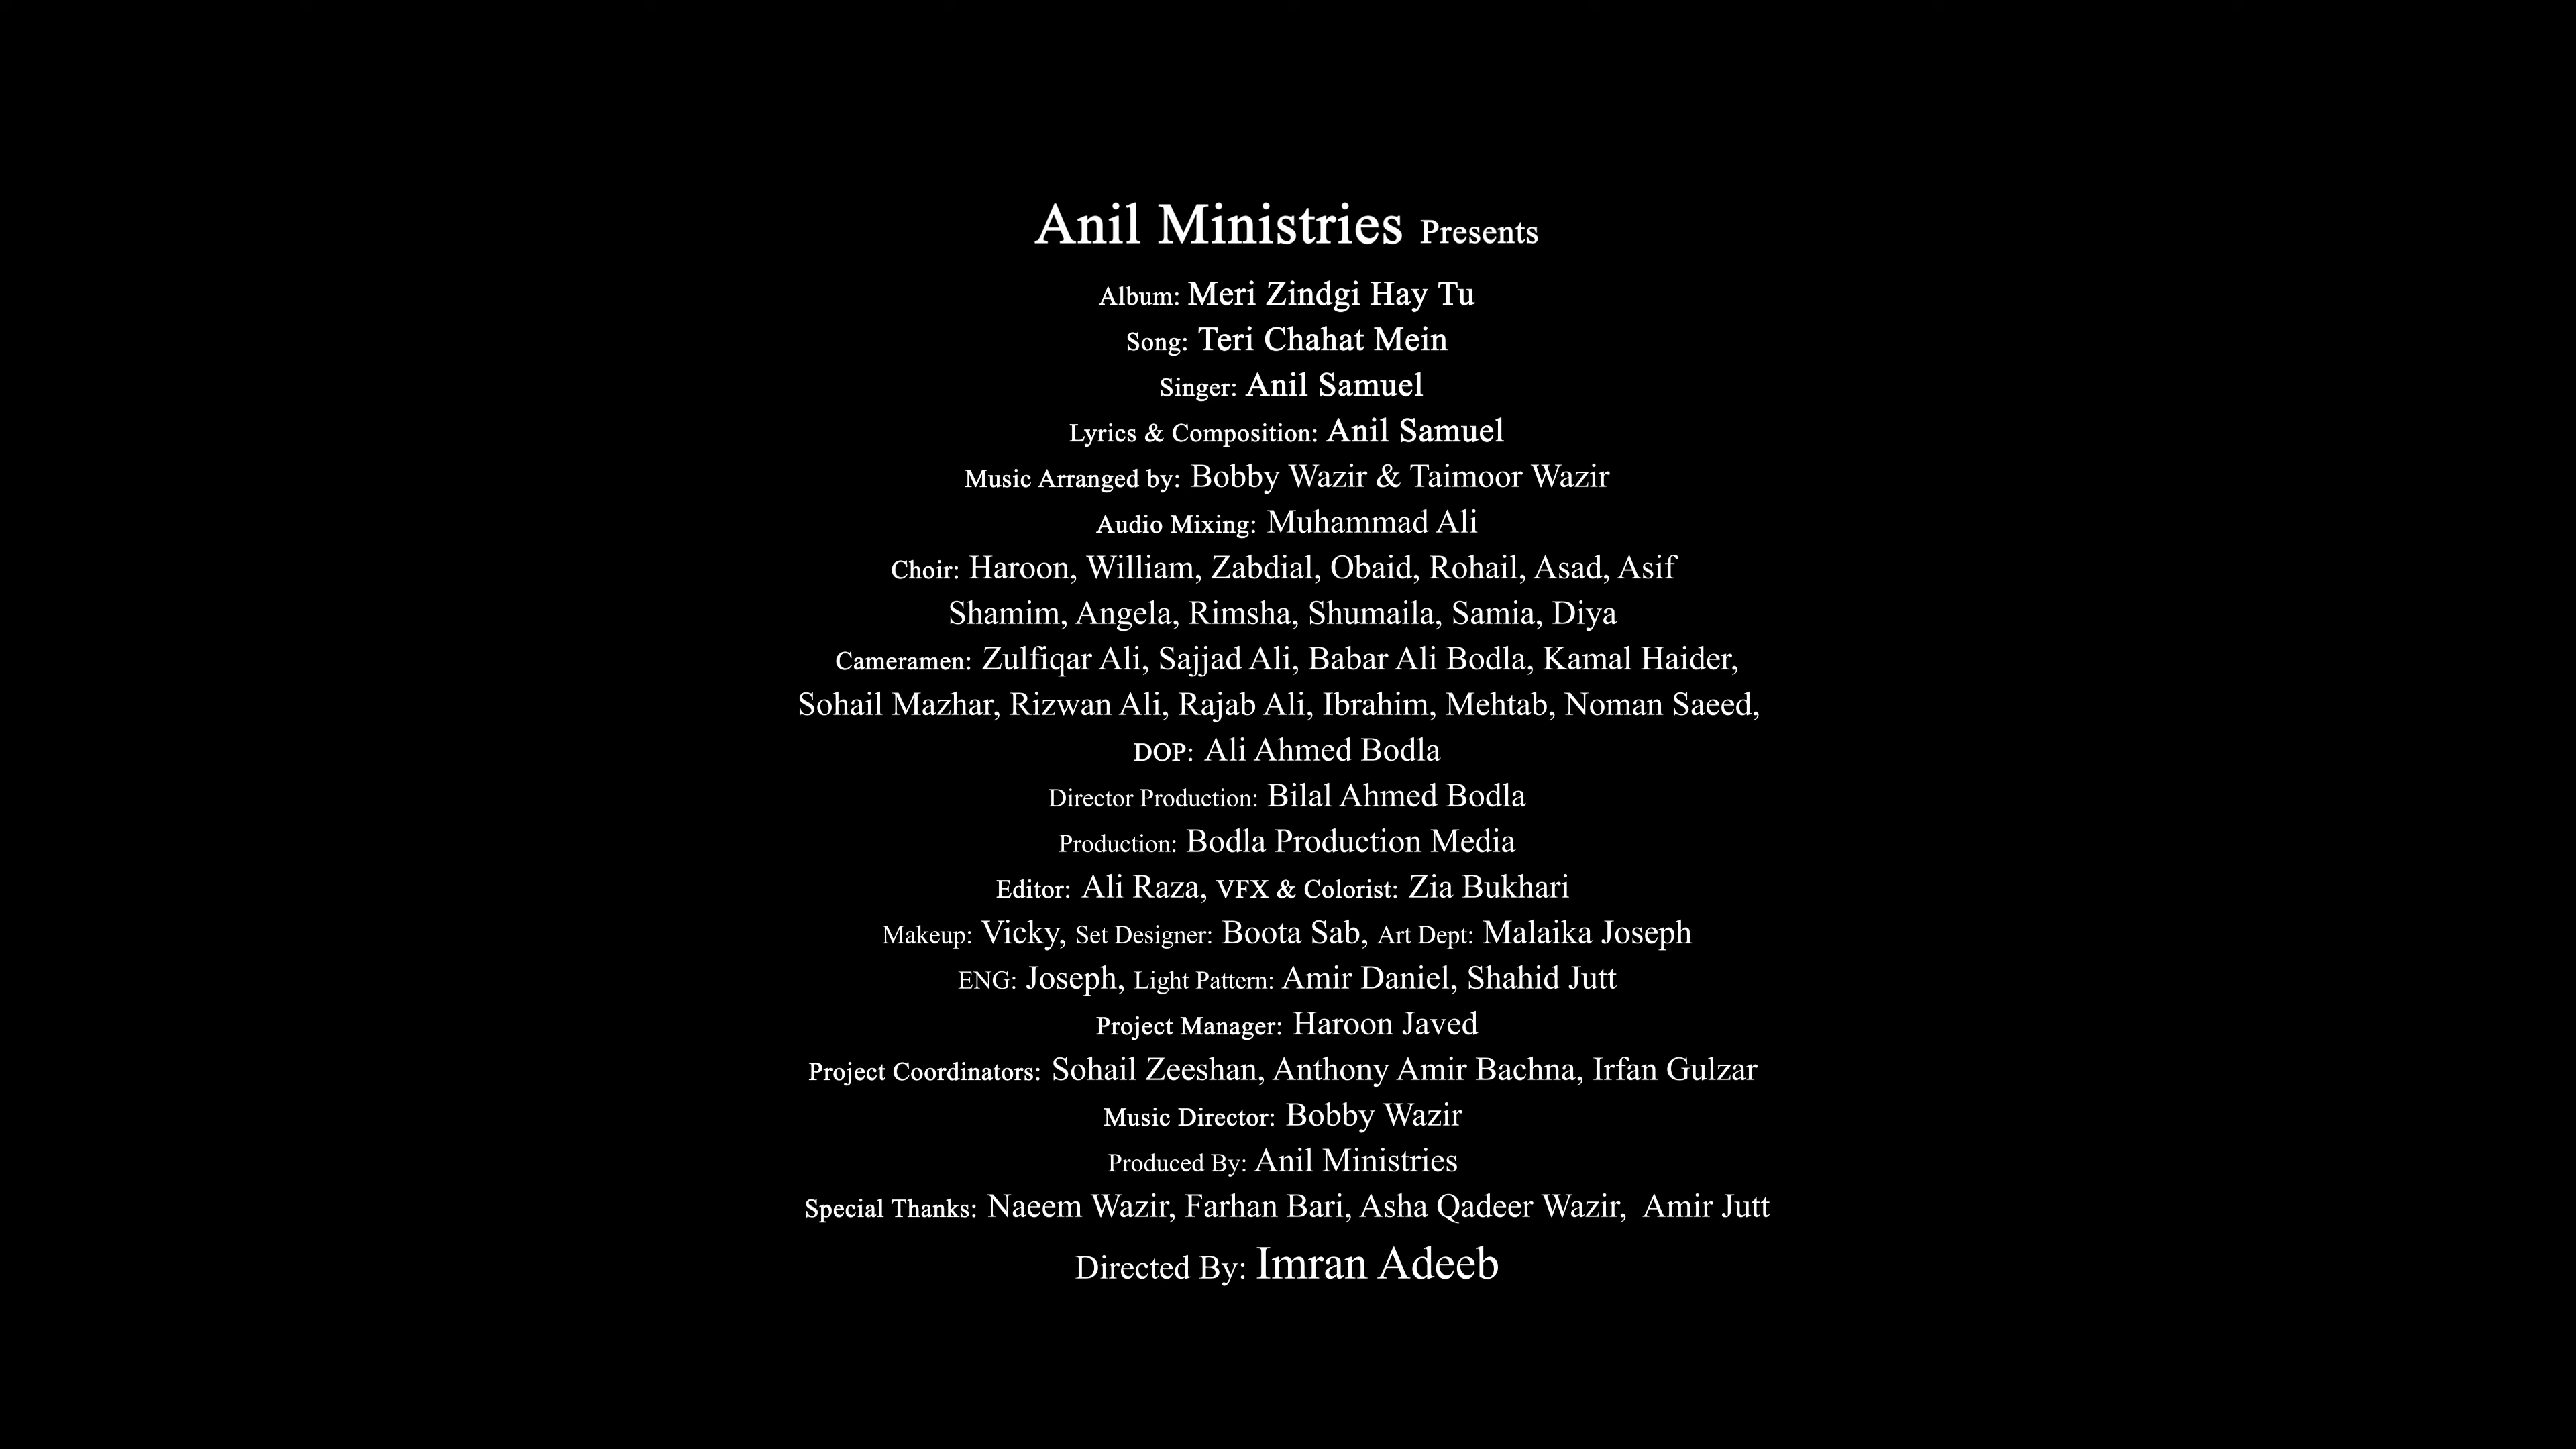 Anil Ministries Presents
Album: Meri Zindgi Hay Tu
Song: Teri Chahat Mein
Singer: Anil Samuel
Lyrics & Composition: Anil Samuel
Music Arranged by: Bobby Wazir & Taimoor Wazir
Audio Mixing: Muhammad Ali
Choir: Haroon, William, Zabdial, Obaid, Rohail, Asad, Asif
Shamim, Angela, Rimsha, Shumaila, Samia, Diya
Cameramen: Zulfiqar Ali, Sajjad Ali, Babar Ali Bodla, Kamal Haider,
Sohail Mazhar, Rizwan Ali, Rajab Ali, Ibrahim, Mehtab, Noman Saeed,
DOP: Ali Ahmed Bodla
Director Production: Bilal Ahmed Bodla
Production: Bodla Production Media
Editor: Ali Raza, VFX & Colorist: Zia Bukhari
Makeup: Vicky, Set Designer: Boota Sab, Art Dept: Malaika Joseph
ENG: Joseph, Light Pattern: Amir Daniel, Shahid Jutt
Project Manager: Haroon Javed
Project Coordinators: Sohail Zeeshan, Anthony Amir Bachna, Irfan Gulzar
Music Director: Bobby Wazir
Produced By: Anil Ministries
Special Thanks: Naeem Wazir, Farhan Bari, Asha Qadeer Wazir, Amir Jutt
Directed By: Imran Adeeb